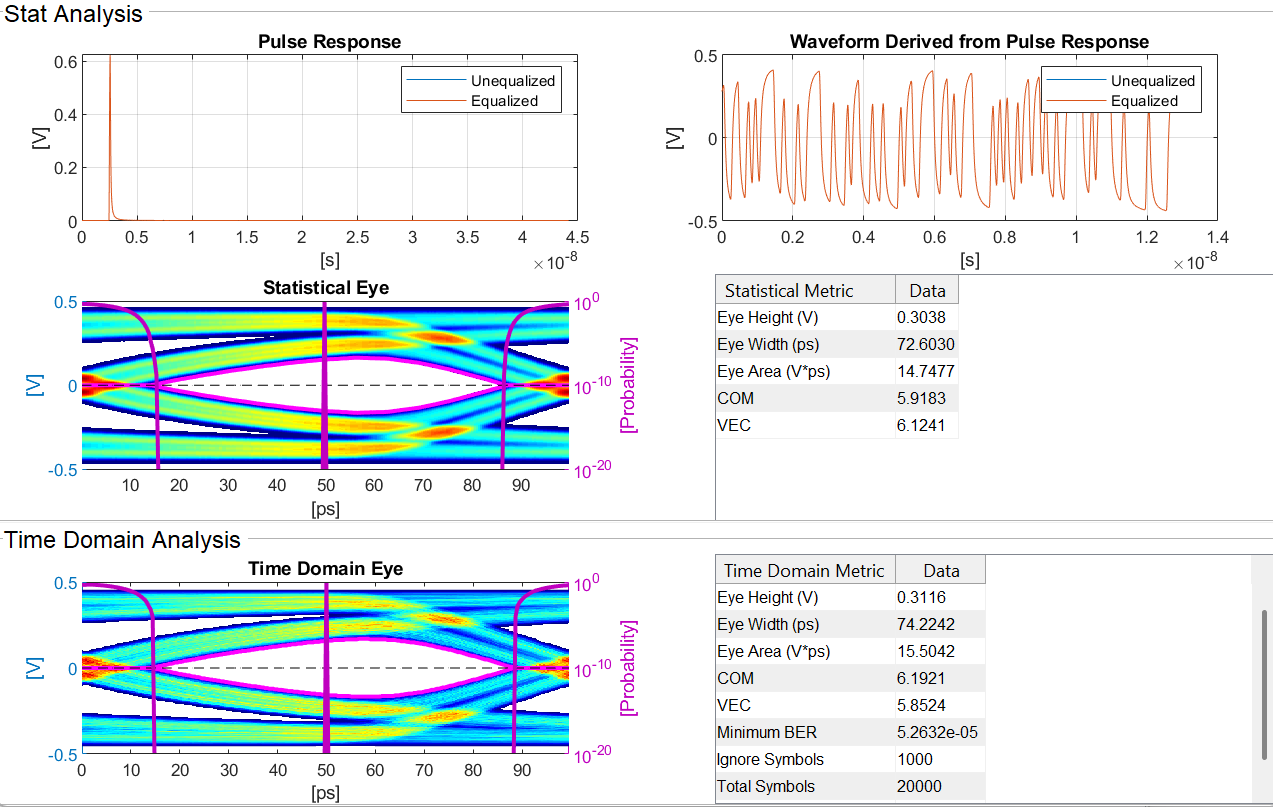 Stat Analysis
Pulse Response
0.6
0.4
0.2
0
[V]
Unequalized
Equalized
0 0.5 1 1.5 2 2.5 3 3.5 4 4.5
[s]
×10-8
Waveform Derived from Pulse Response
0.5
0
-0.5
[V]
Unequalized
Equalized
0 0.2 0.4 0.6 0.8 1 1.2 1.4
[s]
×10-8
Statistical Eye
0.5
0
-0.5
[V]
100
10-10
10-20
[Probability]
10 20 30 40 50 60 70 80 90
[ps]
Statistical Metric Data
Eye Height (V) 0.3038
Eye Width (ps) 72.6030
Eye Area (V*ps) 14.7477
COM 5.9183
VEC 6.1241
Time Domain Analysis
Time Domain Eye
0.5
0
-0.5
[V]
100
10-10
10-20
[Probability]
0 10 20 30 40 50 60 70 80 90
[ps]
Time Domain Metric Data
Eye Height (V) 0.3116
Eye Width (ps) 74.2242
Eye Area (V*ps) 15.5042
COM 6.1921
VEC 5.8524
Minimum BER 5.2632e-05
Ignore Symbols 1000
Total Symbols 20000